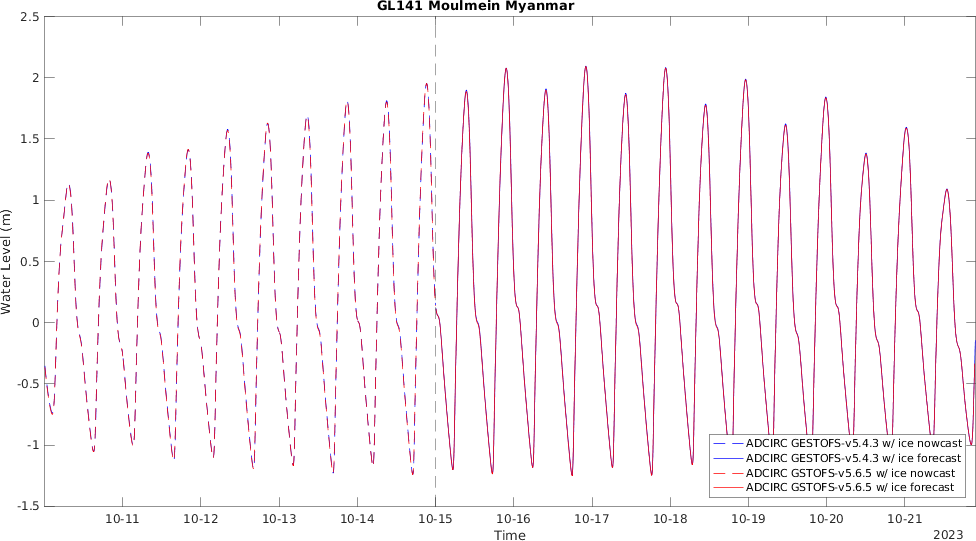 GL141 Moulmein Myanmar
2.5
2
1.5
1
0.5
0
-0.5
-1
-1.5
Water Level (m)
ADCIRC GESTOFS-v5.4.3 w/ ice nowcast
ADCIRC GESTOFS-v5.4.3 w/ ice forecast
ADCIRC GSTOFS-v5.6.5 w/ ice nowcast
ADCIRC GSTOFS-v5.6.5 w/ ice forecast
10-11 10-12 10-13 10-14 10-15 10-16 10-17 10-18 10-19 10-20 10-21
Time
2023